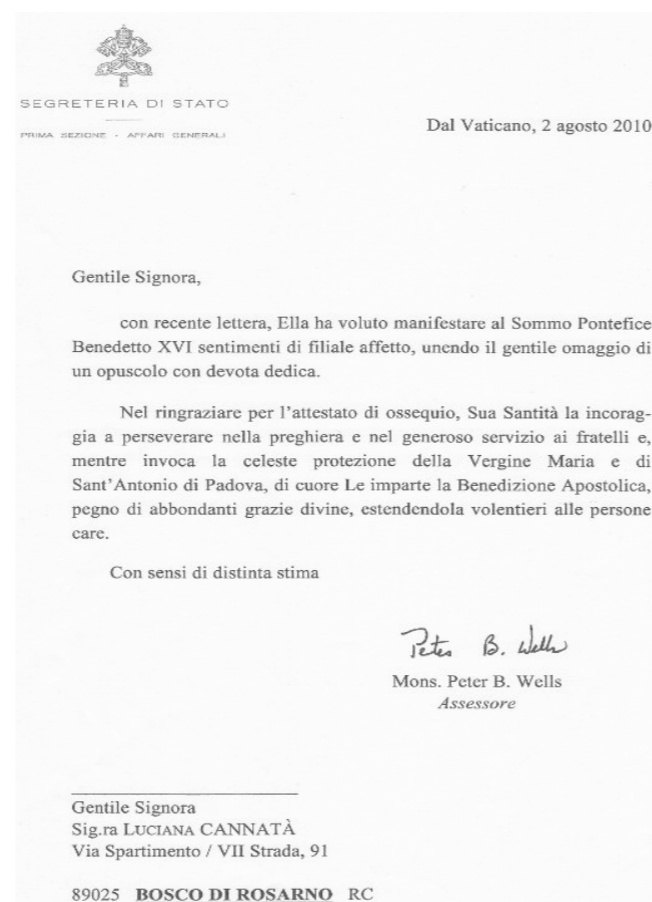 SEGRETERIA DI STATO
PRIMA SEZIONE - AFFARI GENERALI
Dal Vaticano, 2 agosto 2010
Gentile Signora,
con recente lettera, Ella ha voluto manifestare al Sommo Pontefice
Benedetto XVI sentimenti di filiale affetto, unendo il gentile omaggio di
un opuscolo con devota dedica.
Nel ringraziare per l'attestato di ossequio, Sua Santità la incorag-
gia a perseverare nella preghiera e nel generoso servizio ai fratelli e,
mentre invoca la celeste protezione della Vergine Maria e di
Sant'Antonio di Padova, di cuore Le imparte la Benedizione Apostolica,
pegno di abbondanti grazie divine, estendendola volentieri alle persone
care.
Con sensi di distinta stima
Peter B. Wells
Mons. Peter B. Wells
Assessore
Gentile Signora
Sig.ra LUCIANA CANNATÀ
Via Spartimento / VII Strada, 91
89025 BOSCO DI ROSARNO RC